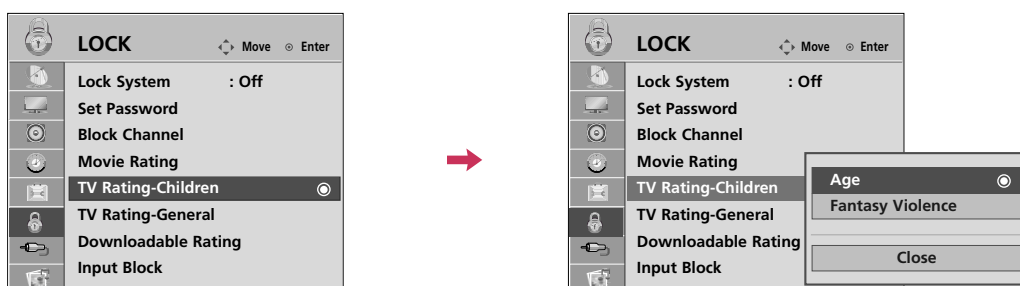 LOCK Move Enter
Lock System : Off
Set Password
Block Channel
Movie Rating
TV Rating-Children
TV Rating-General
Downloadable Rating
Input Block
LOCK Move Enter
Lock System : Off
Set Password
Block Channel
Movie Rating
TV Rating-Children
TV Rating-General
Downloadable Rating
Input Block
Age
Fantasy Violence
Close